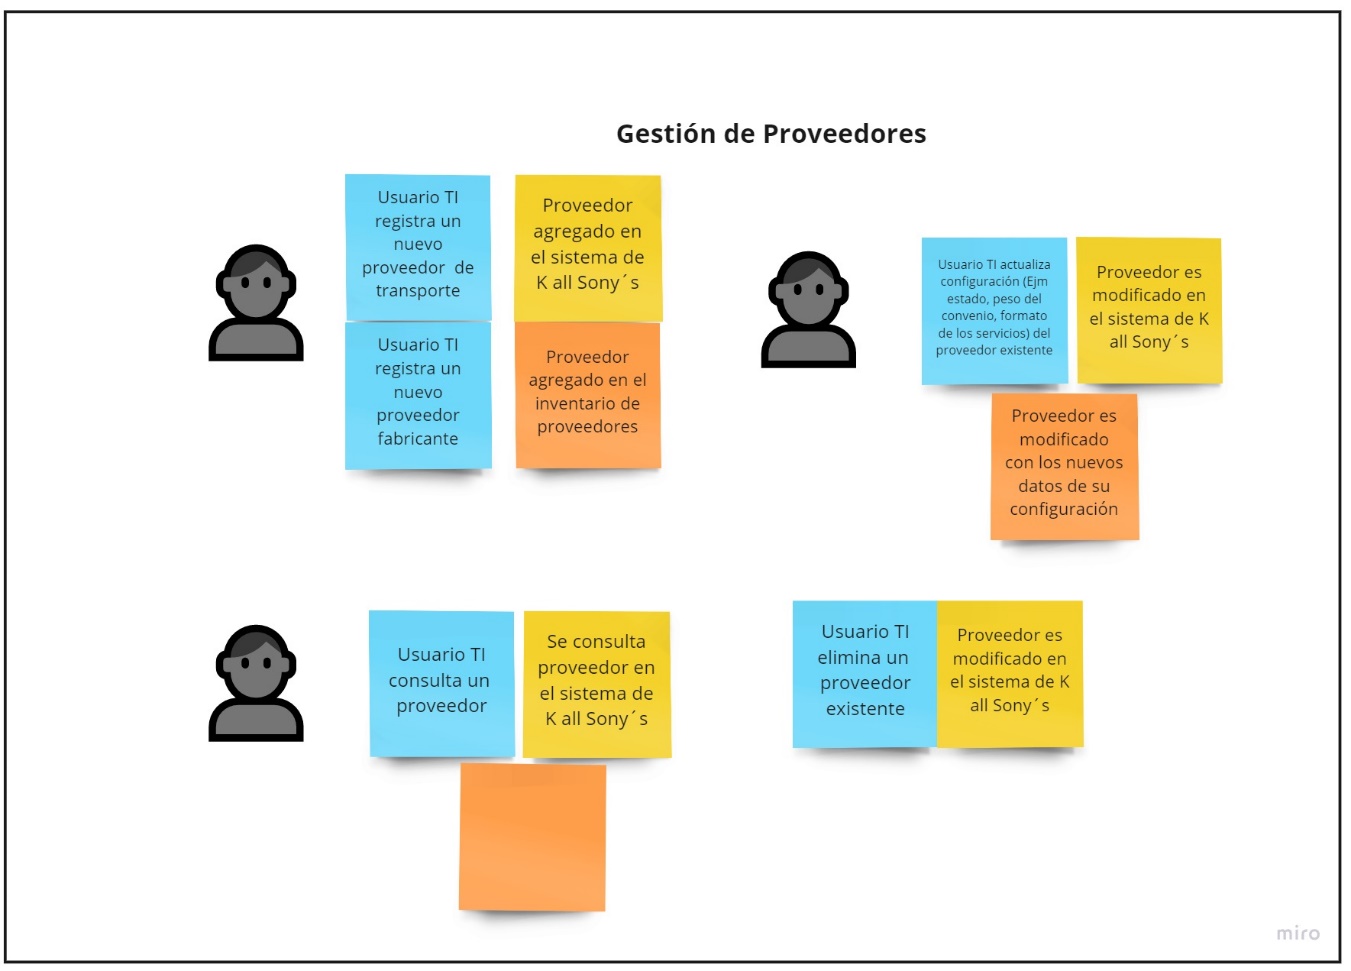 Gestión de Proveedores
Usuario TI
registra un
nuevo
proveedor de
transporte
Proveedor
agregado en
el sistema de
K all Sony´s
Usuario TI
registra un
nuevo
proveedor
fabricante
Proveedor
agregado en el
inventario de
proveedores
Usuario TI actualiza
configuración (Ejm
estado, peso del
convenio, formato
de los servicios) del
proveedor existente
Proveedor es
modificado en
el sistema de K
all Sony´s
Proveedor es
modificado
con los nuevos
datos de su
configuración
Usuario TI
consulta un
proveedor
Se consulta
proveedor en
el sistema de
K all Sony´s
Usuario TI
elimina un
proveedor
existente
Proveedor es
modificado en
el sistema de K
all Sony´s
miro